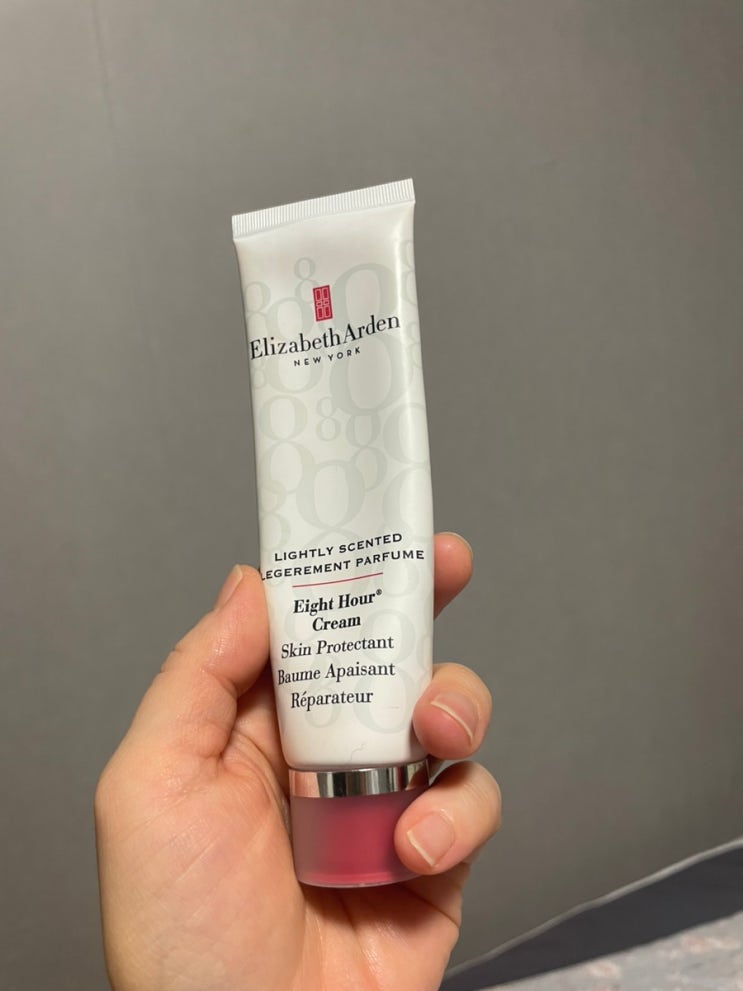 ElizabethArden
NEW YORK
LIGHTLY SCENTED
LEGEREMENT PARFUME
Eight Hour®
Cream
Skin Protectant
Baume Apaisant
Réparateur